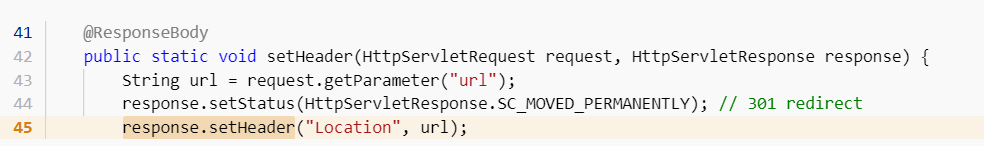 41 @ResponseBody
42 public static void setHeader(HttpServletRequest request, HttpServletResponse response) {
43 String url = request.getParameter("url");
44 response.setStatus(HttpServletResponse.SC_MOVED_PERMANENTLY); // 301 redirect
45 response.setHeader("Location", url);